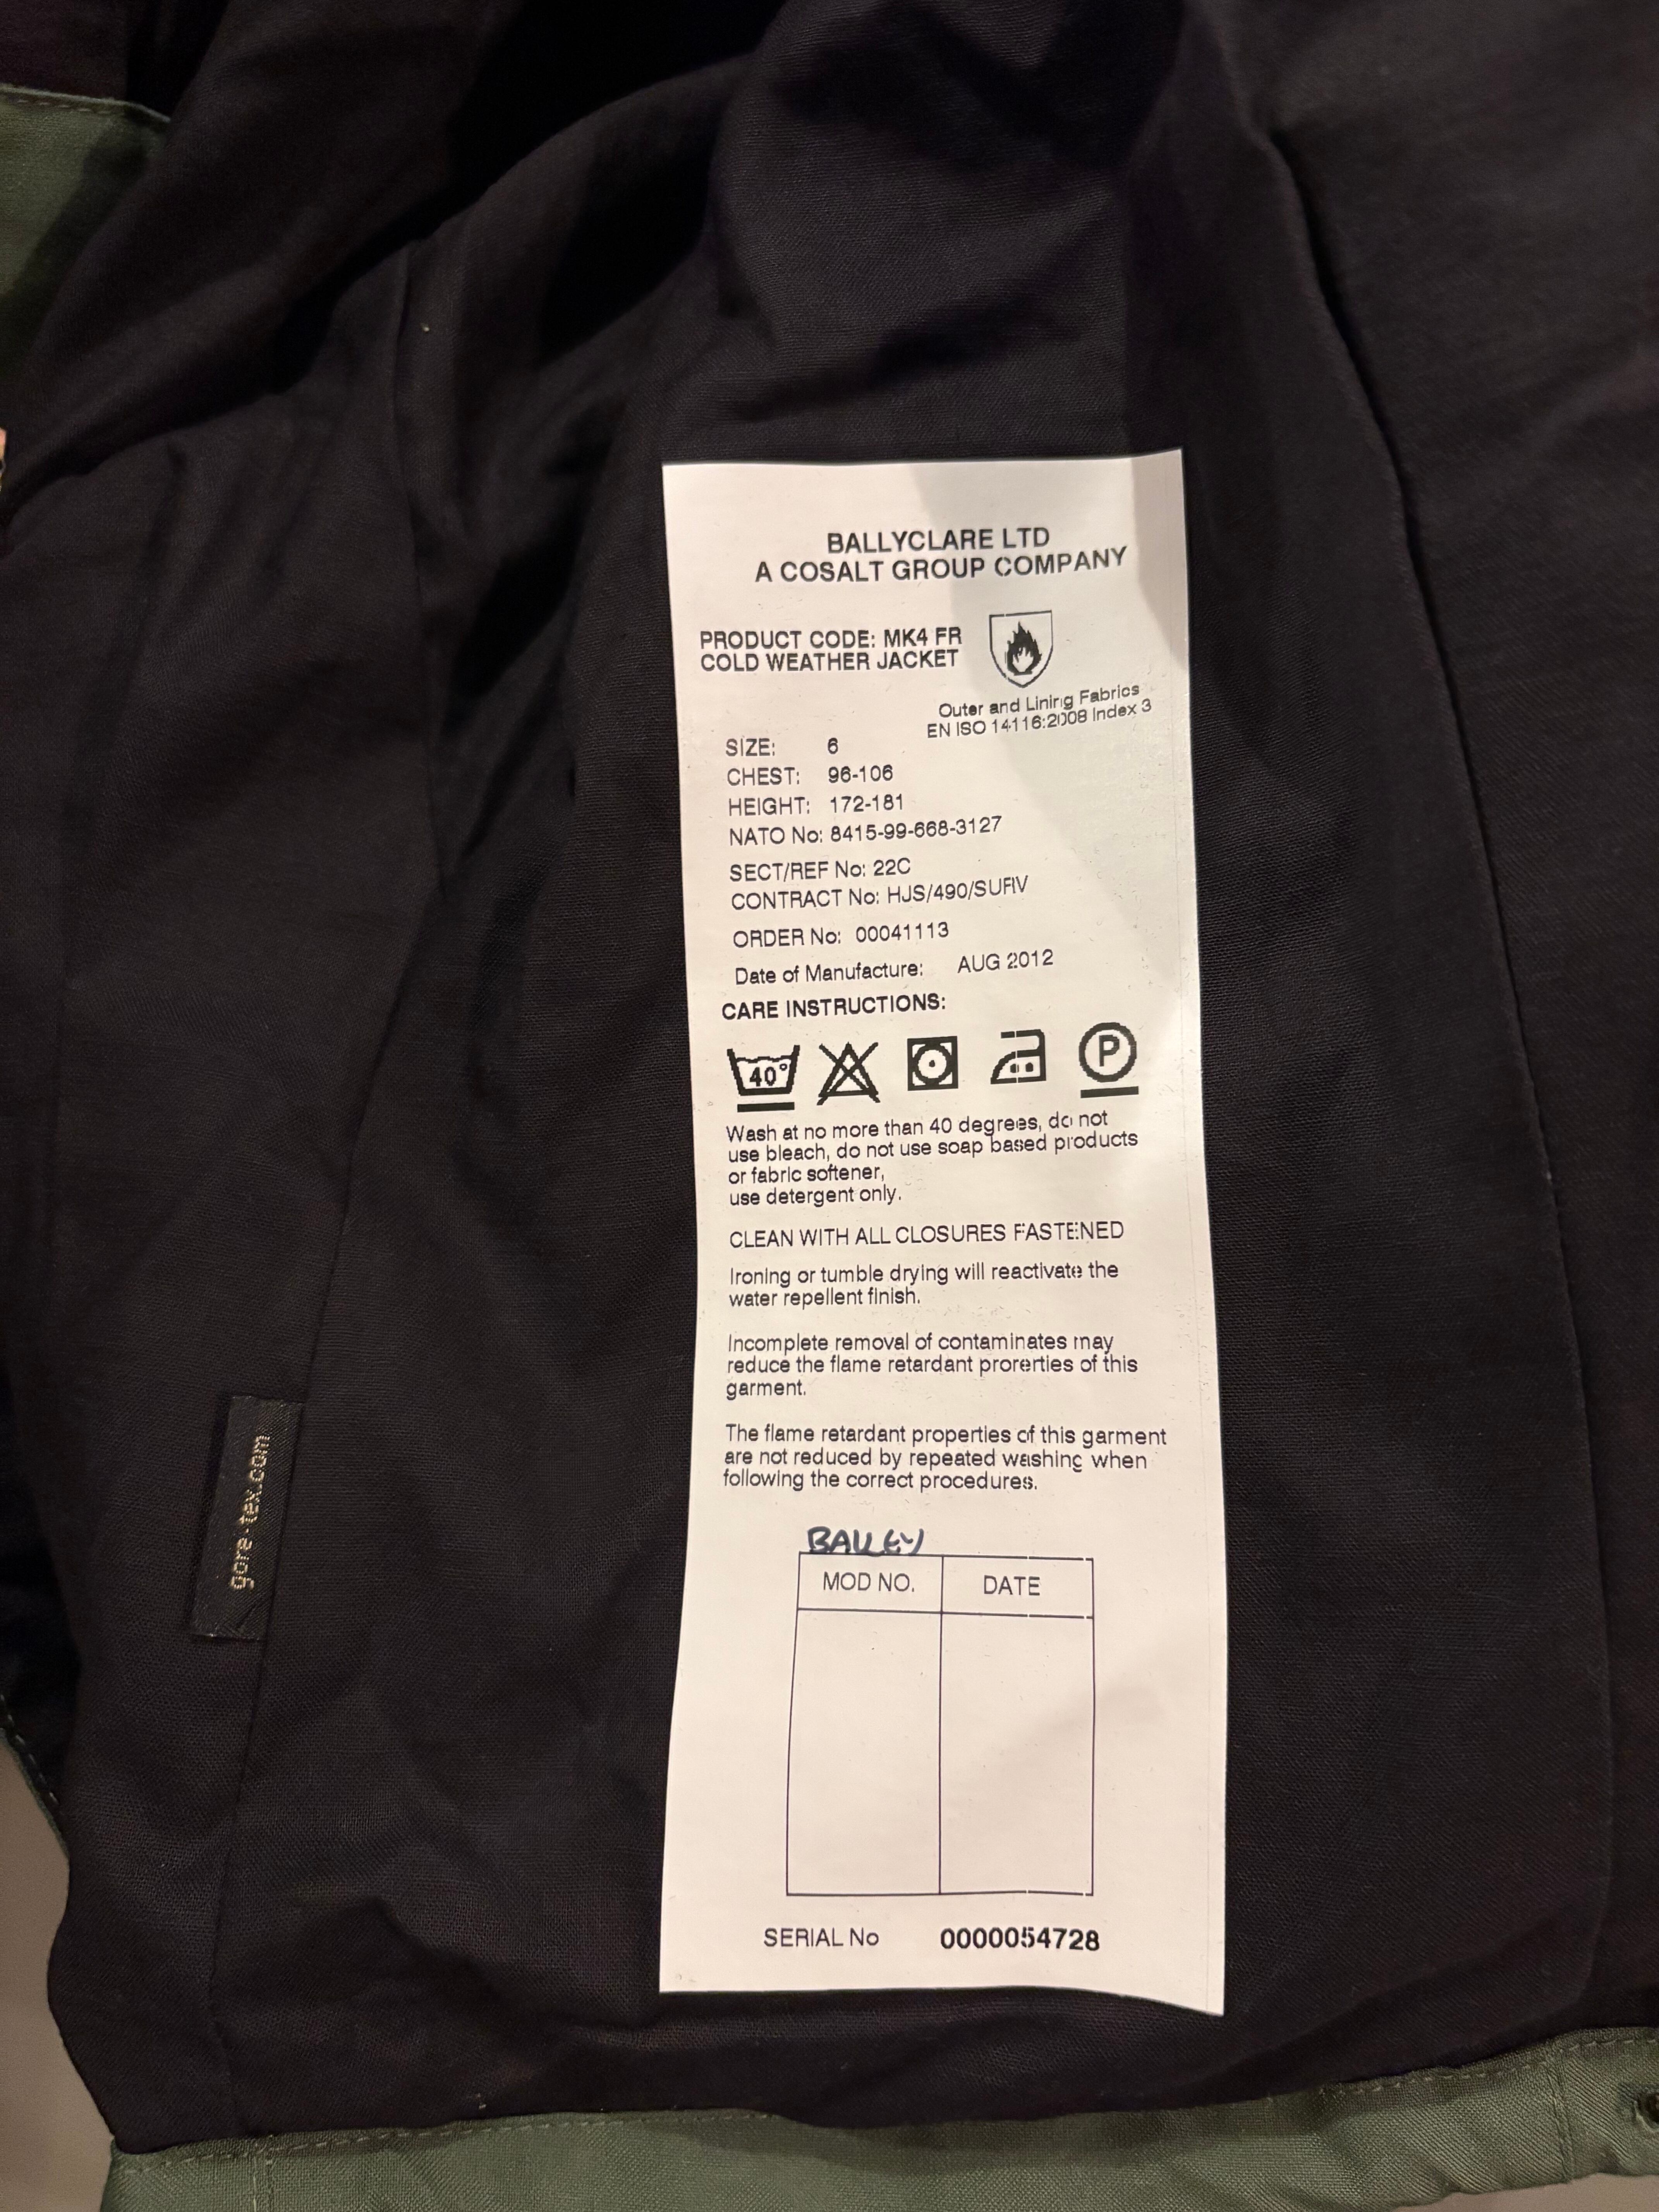 BALLYCLARE LTD
A COSALT GROUP COMPANY
PRODUCT CODE: MK4 FR
COLD WEATHER JACKET
Outer and Lining Fabrics
EN ISO 14116:2008 Index 3
SIZE: 6
CHEST: 96-106
HEIGHT: 172-181
NATO No: 8415-99-668-3127
SECT/REF No: 22C
CONTRACT No: HJS/490/SURV
ORDER No: 00041113
Date of Manufacture: AUG 2012
CARE INSTRUCTIONS:
40° P
Wash at no more than 40 degrees, do not
use bleach, do not use soap based products
or fabric softener,
use detergent only.
CLEAN WITH ALL CLOSURES FASTENED
Ironing or tumble drying will reactivate the
water repellent finish.
Incomplete removal of contaminates may
reduce the flame retardant prorerties of this
garment.
The flame retardant properties of this garment
are not reduced by repeated washing when
following the correct procedures.
BAILEY
MOD NO. DATE
SERIAL No 0000054728
gore-tex.com